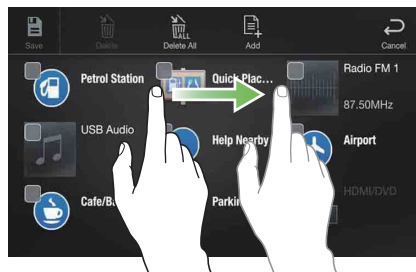 Save
Delete
ALL
Delete All
Add
Cancel
Petrol Station
Quick Plac...
Radio FM 1
87.50MHz
USB Audio
Help Nearby
Airport
Cafe/B
Parkin
HDMI/DVD